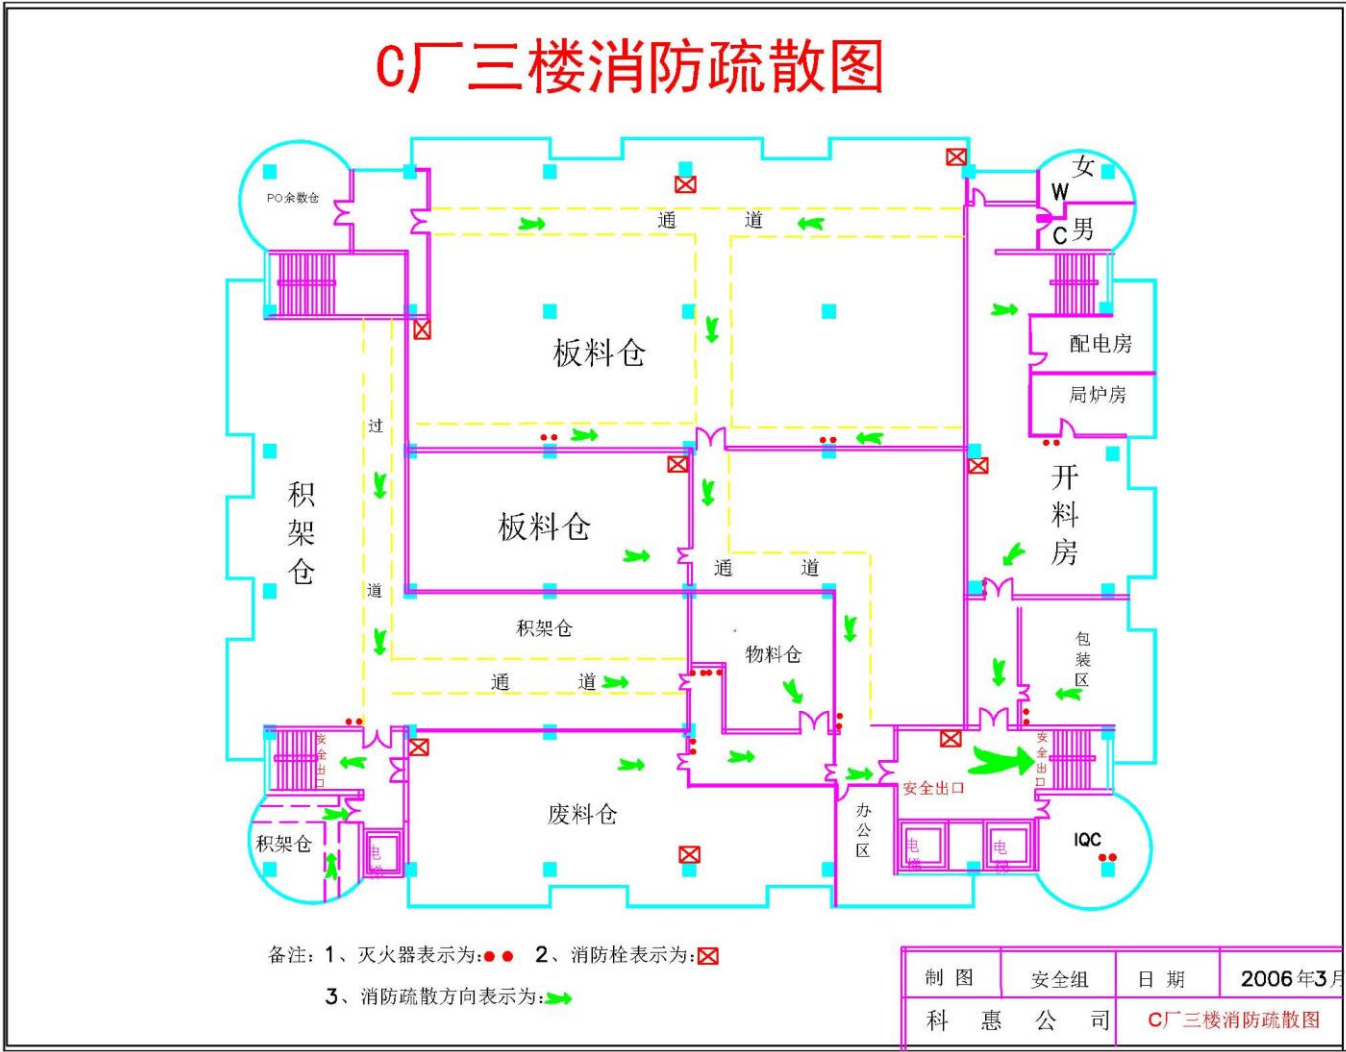 C厂三楼消防疏散图
PO余数仓
女
W
C
男
通 道
配电房
局炉房
板料仓
过
道
积架仓
板料仓
开料房
通 道
积架仓
物料仓
包装区
通 道
安全出口
安全出口
安全出口
废料仓
办公区
积架仓
电梯
电梯
电
IQC
备注: 1、灭火器表示为: 2、消防栓表示为:
3、消防疏散方向表示为:
制 图 安全组 日 期 2006年3月
科 惠 公 司 C厂三楼消防疏散图